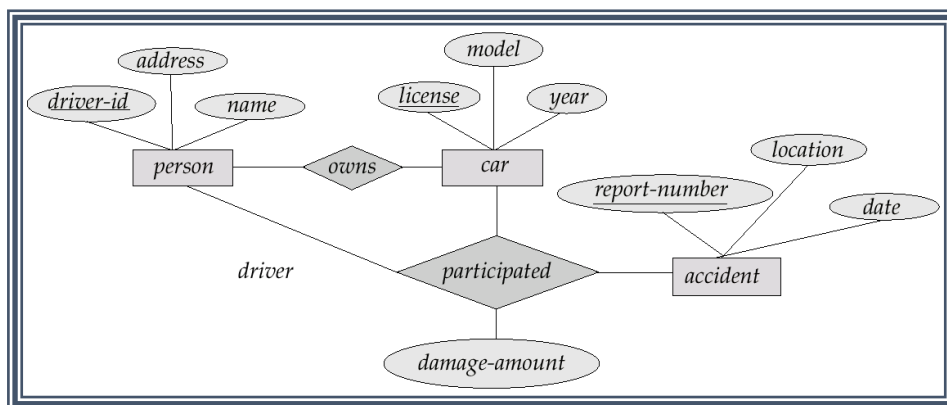 model
address
driver-id
name
license
year
person
owns
car
location
report-number
date
driver
participated
accident
damage-amount